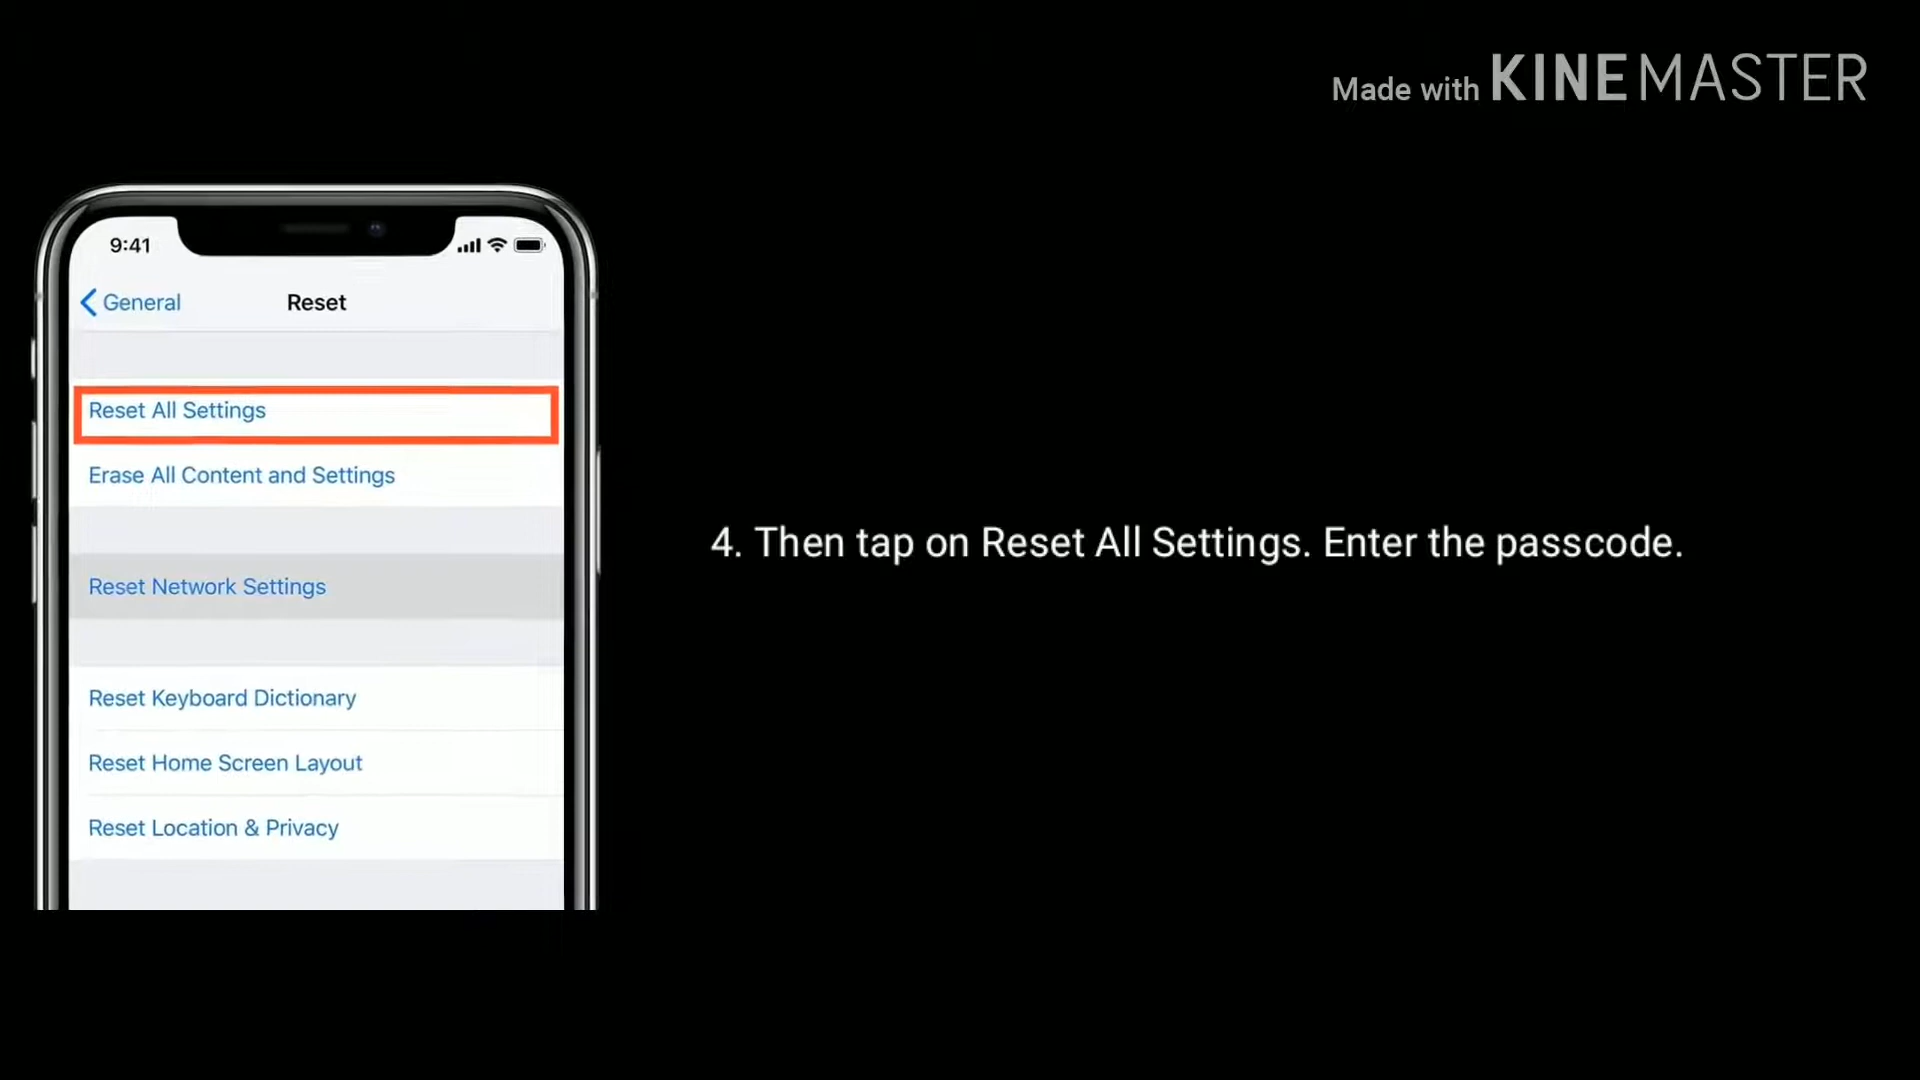 Made with KINEMASTER
9:41
General
Reset
Reset All Settings
Erase All Content and Settings
Reset Network Settings
Reset Keyboard Dictionary
Reset Home Screen Layout
Reset Location & Privacy
4. Then tap on Reset All Settings. Enter the passcode.